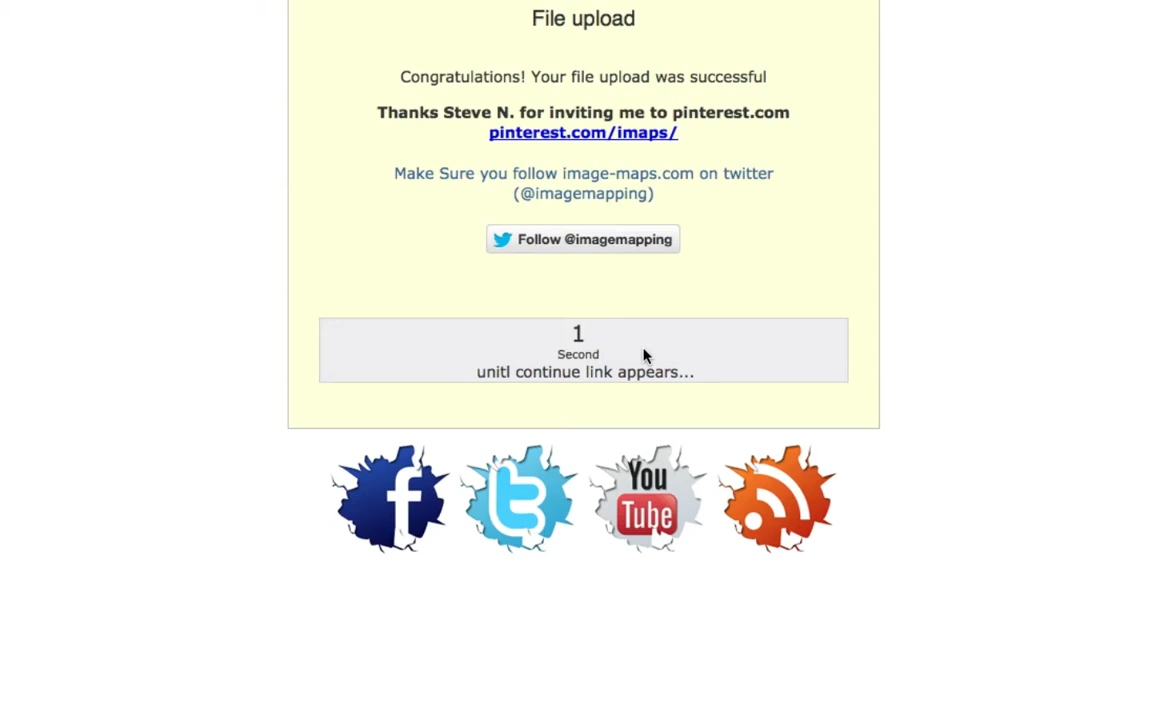 File upload
Congratulations! Your file upload was successful
Thanks Steve N. for inviting me to pinterest.com
pinterest.com/imaps/
Make Sure you follow image-maps.com on twitter
(@imagemapping)
Follow @imagemapping
1
Second
unitl continue link appears...
You
Tube